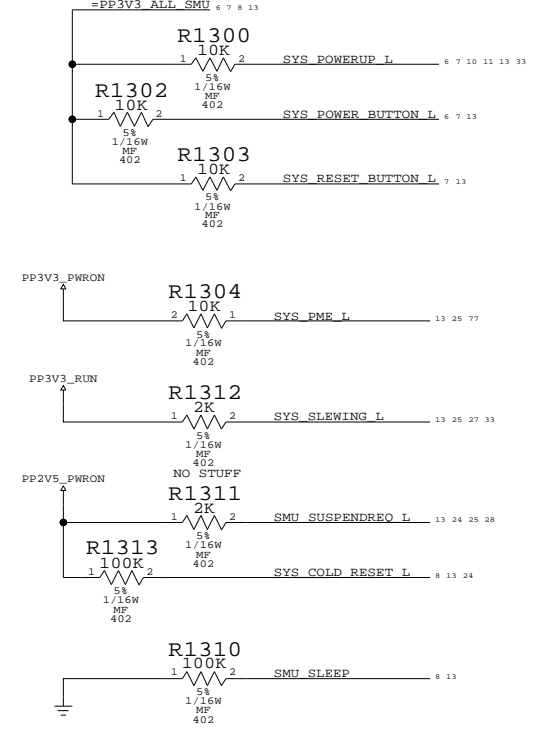 =PP3V3_ALL_SMU 6 7 8 13
R1300
10K
1 2 SYS_POWERUP_L 6 7 10 11 13 33
5%
1/16W
MF
402
R1302
10K
1 2 SYS_POWER_BUTTON_L 6 7 13
5%
1/16W
MF
402
R1303
10K
1 2 SYS_RESET_BUTTON_L 7 13
5%
1/16W
MF
402
PP3V3_PWRON
R1304
10K
2 1 SYS_PME_L 13 25 77
5%
1/16W
MF
402
PP3V3_RUN
R1312
2K
1 2 SYS_SLEWING_L 13 25 27 33
5%
1/16W
MF
402
NO STUFF
PP2V5_PWRON
R1311
2K
1 2 SMU_SUSPENDREQ_L 13 24 25 28
5%
1/16W
MF
402
R1313
100K
1 2 SYS_COLD_RESET_L 8 13 24
5%
1/16W
MF
402
R1310
100K
1 2 SMU_SLEEP 8 13
5%
1/16W
MF
402